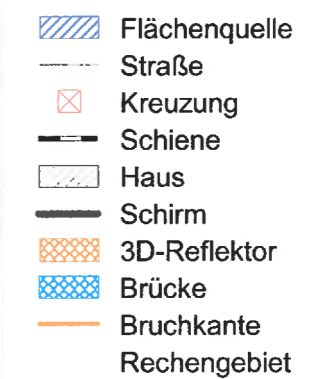 Flächenquelle
Straße
Kreuzung
Schiene
Haus
Schirm
3D-Reflektor
Brücke
Bruchkante
Rechengebiet